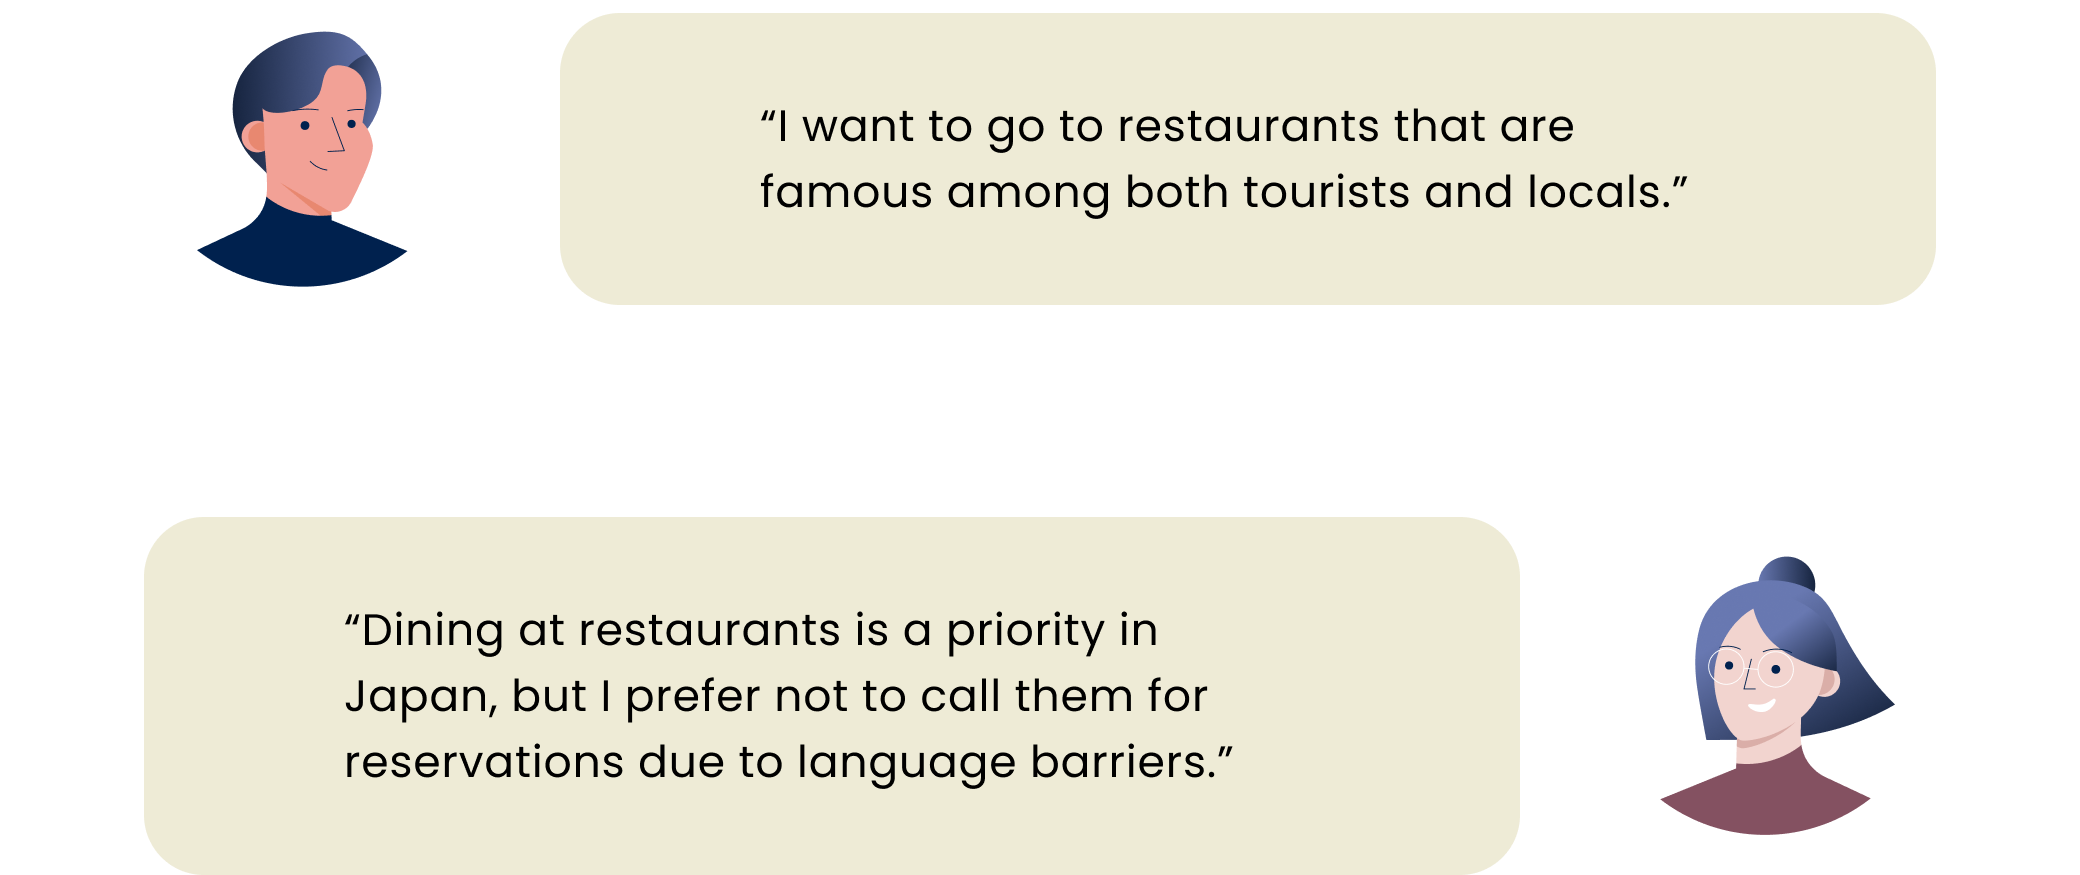 “I want to go to restaurants that are
famous among both tourists and locals.”
“Dining at restaurants is a priority in
Japan, but I prefer not to call them for
reservations due to language barriers.”